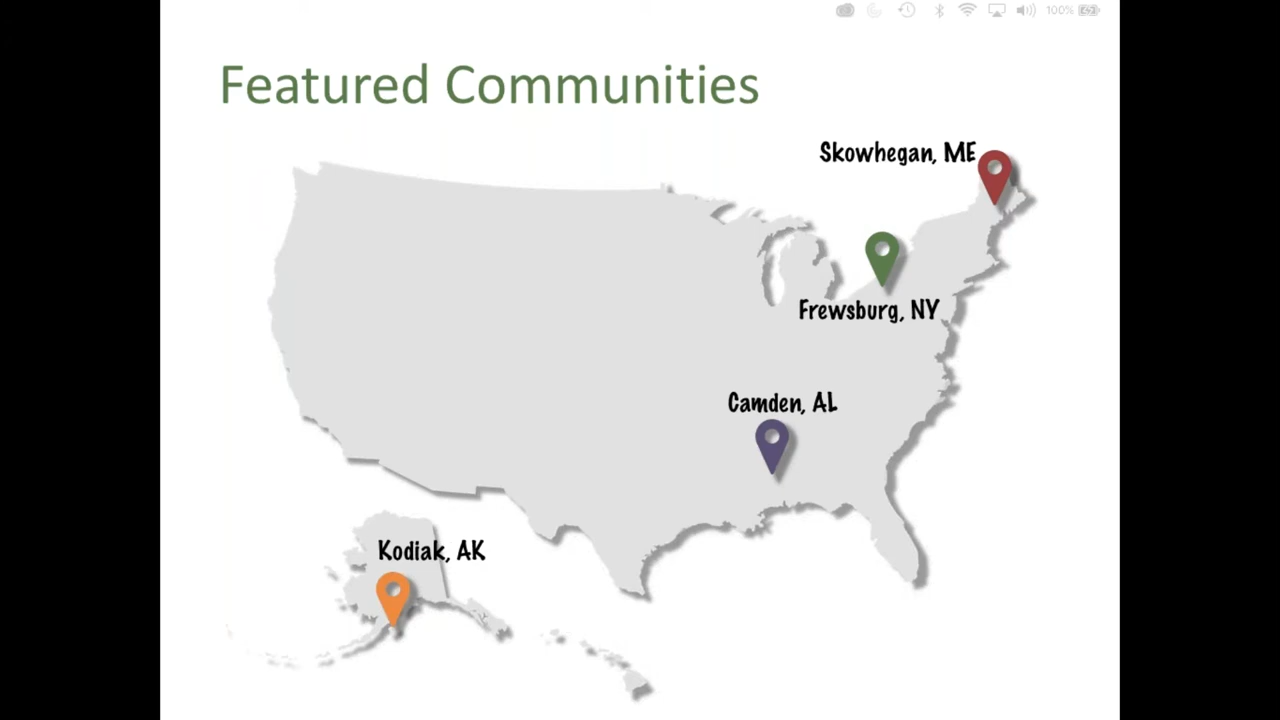 100%
Featured Communities
Skowhegan, ME
Frewsburg, NY
Camden, AL
Kodiak, AK